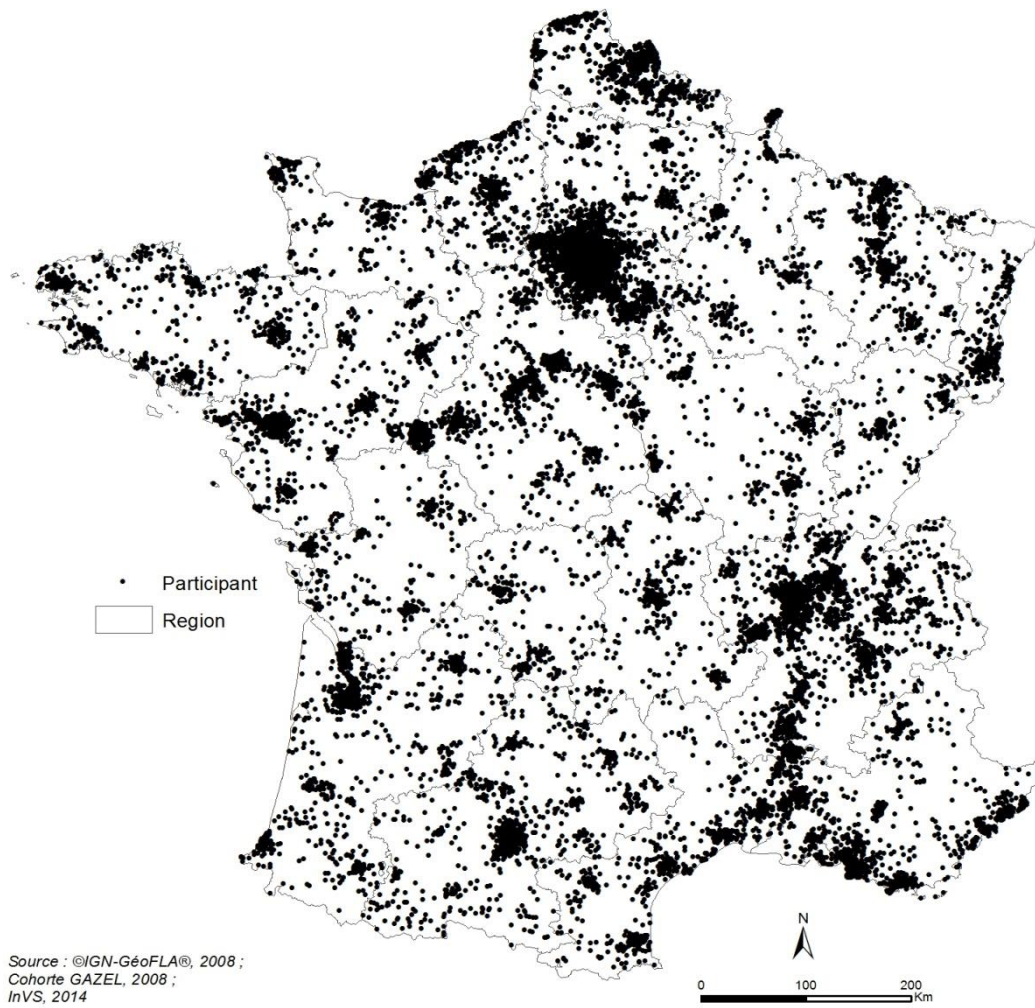 Participant
Region
N
Source : ©IGN-GéoFLA®, 2008 ;
Cohorte GAZEL, 2008 ;
InVS, 2014
0 100 200
Km